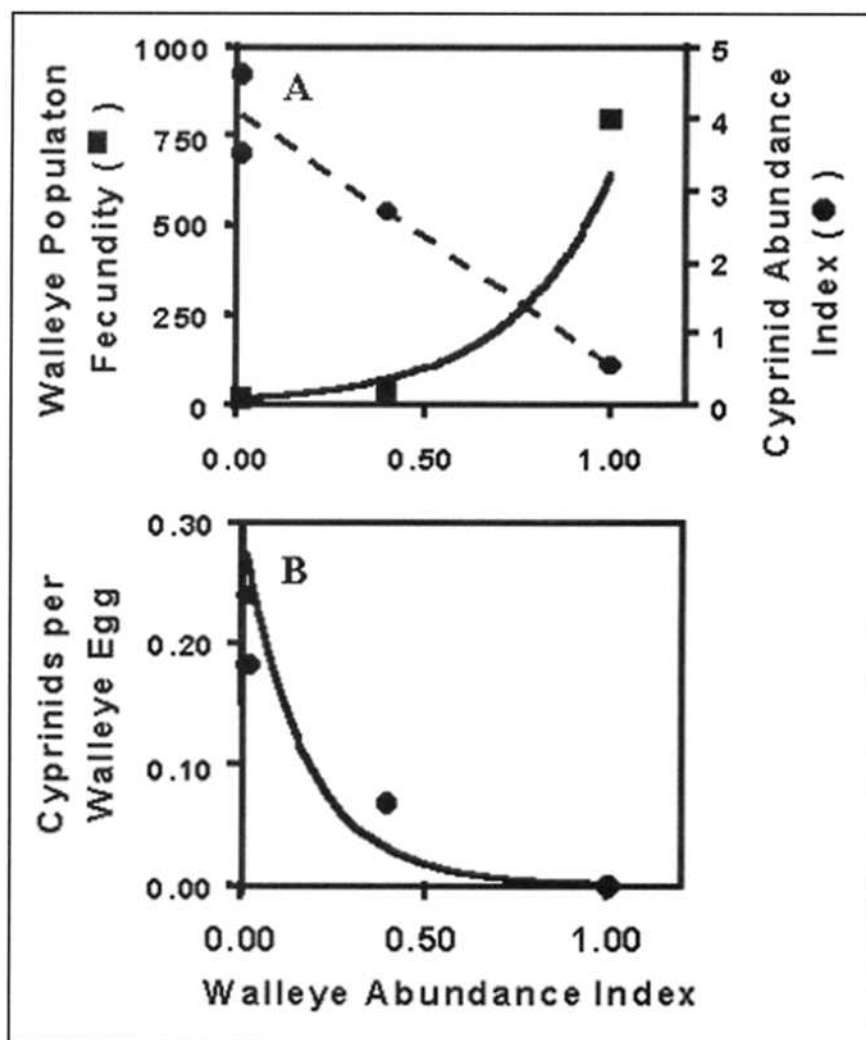 Walleye Populaton
Fecundity (■)
1000
750
500
250
0
A
5
4
3
2
1
0
Cyprinid Abundance
Index (●)
0.00 0.50 1.00
Cyprinids per
Walleye Egg
0.30
0.20
0.10
0.00
B
0.00 0.50 1.00
Walleye Abundance Index